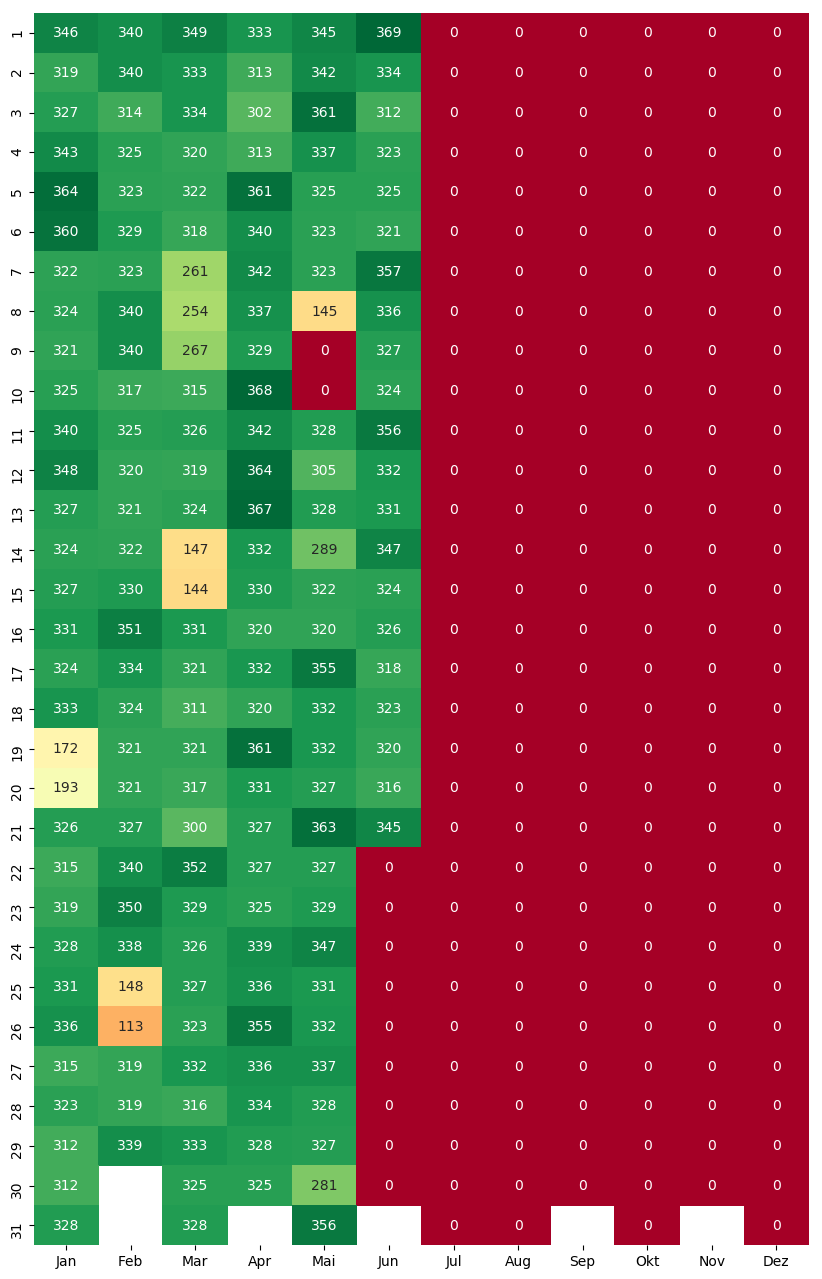 1 346 340 349 333 345 369 0 0 0 0 0 0
2 319 340 333 313 342 334 0 0 0 0 0 0
3 327 314 334 302 361 312 0 0 0 0 0 0
4 343 325 320 313 337 323 0 0 0 0 0 0
5 364 323 322 361 325 325 0 0 0 0 0 0
6 360 329 318 340 323 321 0 0 0 0 0 0
7 322 323 261 342 323 357 0 0 0 0 0 0
8 324 340 254 337 145 336 0 0 0 0 0 0
9 321 340 267 329 0 327 0 0 0 0 0 0
10 325 317 315 368 0 324 0 0 0 0 0 0
11 340 325 326 342 328 356 0 0 0 0 0 0
12 348 320 319 364 305 332 0 0 0 0 0 0
13 327 321 324 367 328 331 0 0 0 0 0 0
14 324 322 147 332 289 347 0 0 0 0 0 0
15 327 330 144 330 322 324 0 0 0 0 0 0
16 331 351 331 320 320 326 0 0 0 0 0 0
17 324 334 321 332 355 318 0 0 0 0 0 0
18 333 324 311 320 332 323 0 0 0 0 0 0
19 172 321 321 361 332 320 0 0 0 0 0 0
20 193 321 317 331 327 316 0 0 0 0 0 0
21 326 327 300 327 363 345 0 0 0 0 0 0
22 315 340 352 327 327 0 0 0 0 0 0 0
23 319 350 329 325 329 0 0 0 0 0 0 0
24 328 338 326 339 347 0 0 0 0 0 0 0
25 331 148 327 336 331 0 0 0 0 0 0 0
26 336 113 323 355 332 0 0 0 0 0 0 0
27 315 319 332 336 337 0 0 0 0 0 0 0
28 323 319 316 334 328 0 0 0 0 0 0 0
29 312 339 333 328 327 0 0 0 0 0 0 0
30 312 325 325 281 0 0 0 0 0 0 0
31 328 328 356 0 0 0 0
Jan Feb Mar Apr Mai Jun Jul Aug Sep Okt Nov Dez